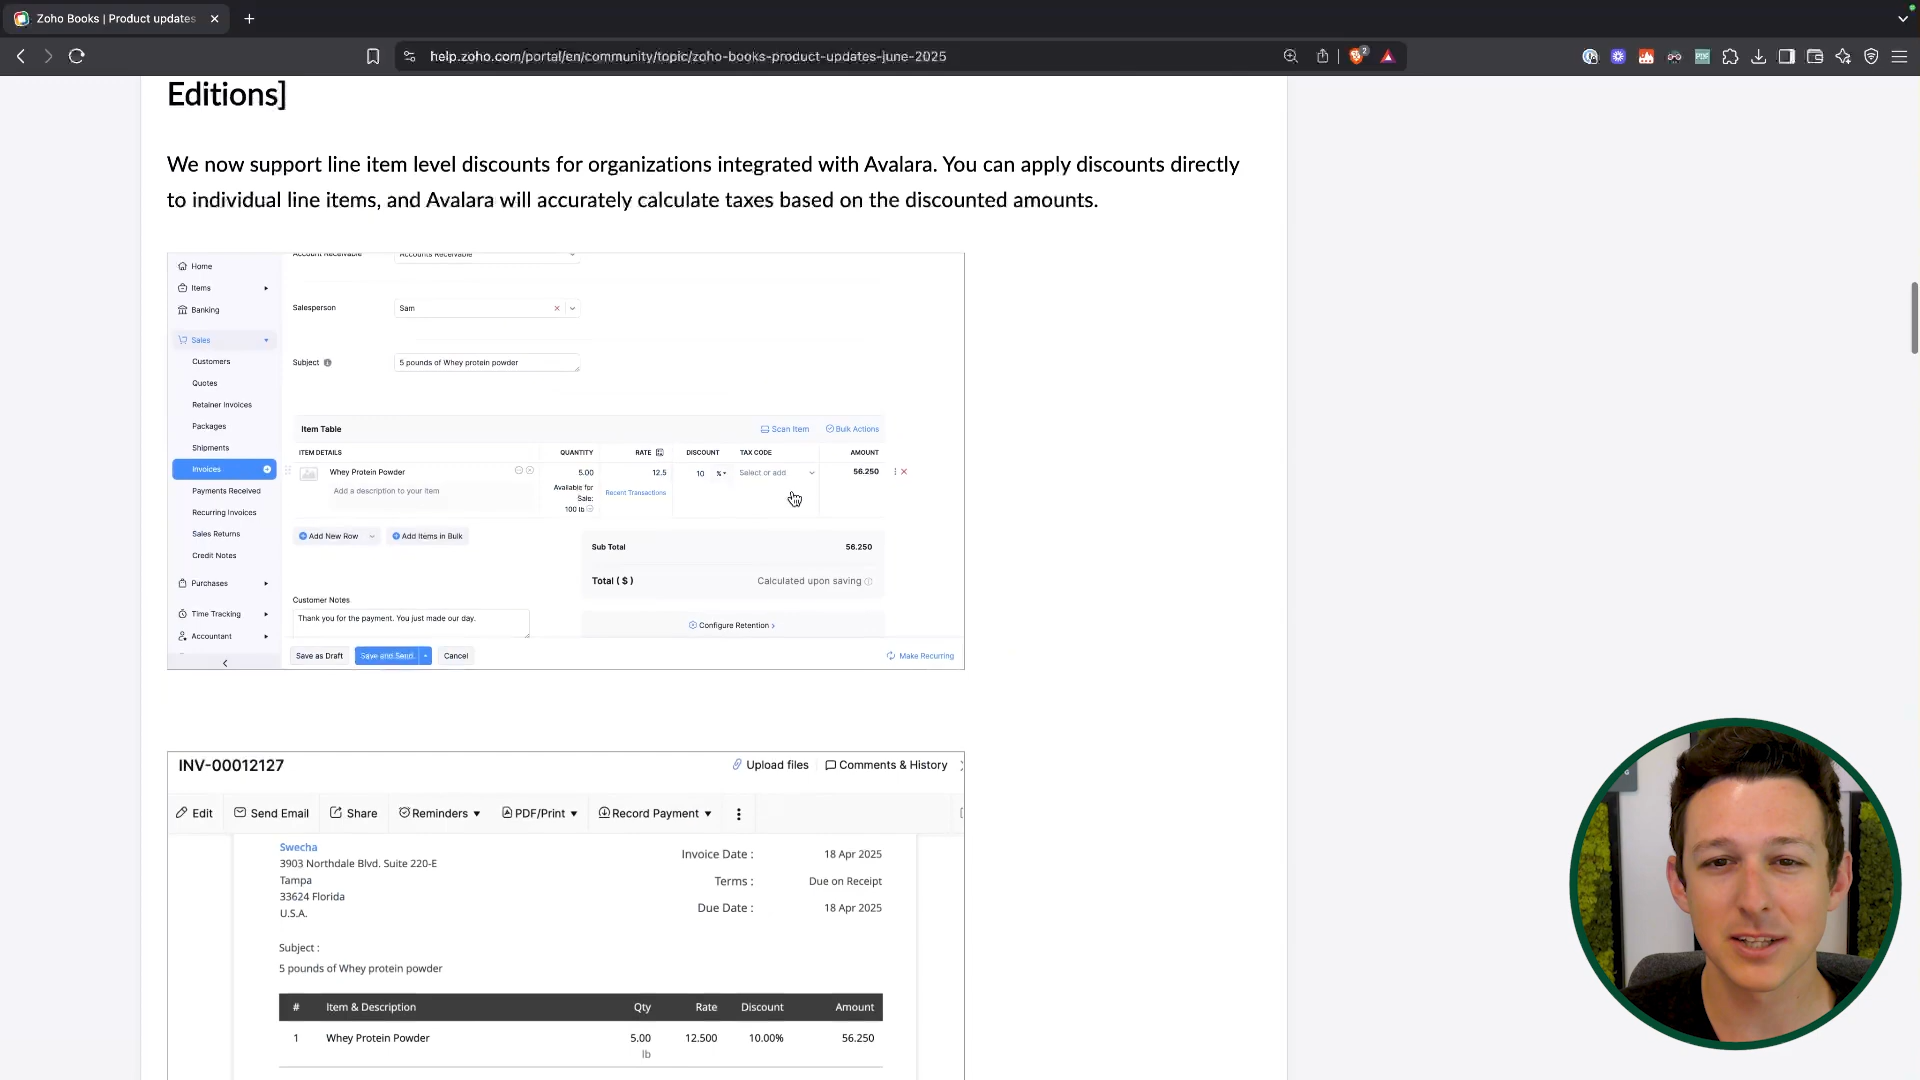 Zoho Books | Product updates
help.zoho.com/portal/en/community/topic/zoho-books-product-updates-june-2025
2
Editions]
We now support line item level discounts for organizations integrated with Avalara. You can apply discounts directly
to individual line items, and Avalara will accurately calculate taxes based on the discounted amounts.
Home
Items
Banking
Sales
Customers
Quotes
Retainer Invoices
Packages
Shipments
Invoices
Payments Received
Recurring Invoices
Sales Returns
Credit Notes
Purchases
Time Tracking
Accountant
Account Receivable
Accounts Receivable
Salesperson
Sam
Subject
5 pounds of Whey protein powder
Item Table
Scan Item
Bulk Actions
ITEM DETAILS QUANTITY RATE DISCOUNT TAX CODE AMOUNT
Whey Protein Powder 5.00 12.5 10 % Select or add 56.250
Add a description to your item
Available for
Sale:
100 lb
Recent Transactions
Add New Row
Add Items in Bulk
Sub Total 56.250
Total ( $ ) Calculated upon saving
Customer Notes
Thank you for the payment. You just made our day.
Configure Retention
Save as Draft
Save and Send
Cancel
Make Recurring
INV-00012127
Upload files
Comments & History
Edit
Send Email
Share
Reminders
PDF/Print
Record Payment
Swecha
3903 Northdale Blvd. Suite 220-E
Tampa
33624 Florida
U.S.A.
Invoice Date : 18 Apr 2025
Terms : Due on Receipt
Due Date : 18 Apr 2025
Subject :
5 pounds of Whey protein powder
# Item & Description Qty Rate Discount Amount
1 Whey Protein Powder 5.00 12.500 10.00% 56.250
lb